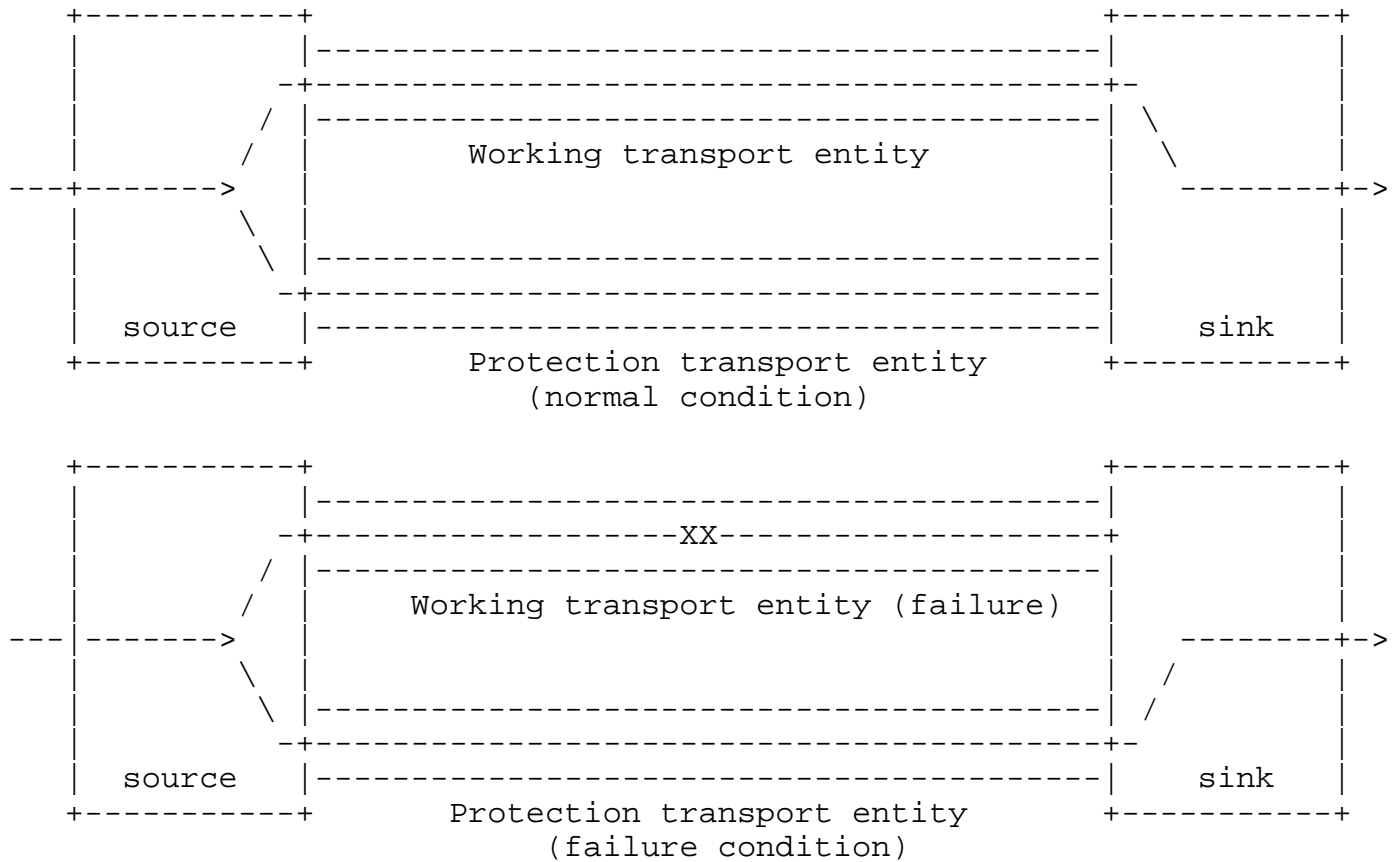 Working transport entity
source
sink
Protection transport entity
(normal condition)
XX
Working transport entity (failure)
source
sink
Protection transport entity
(failure condition)